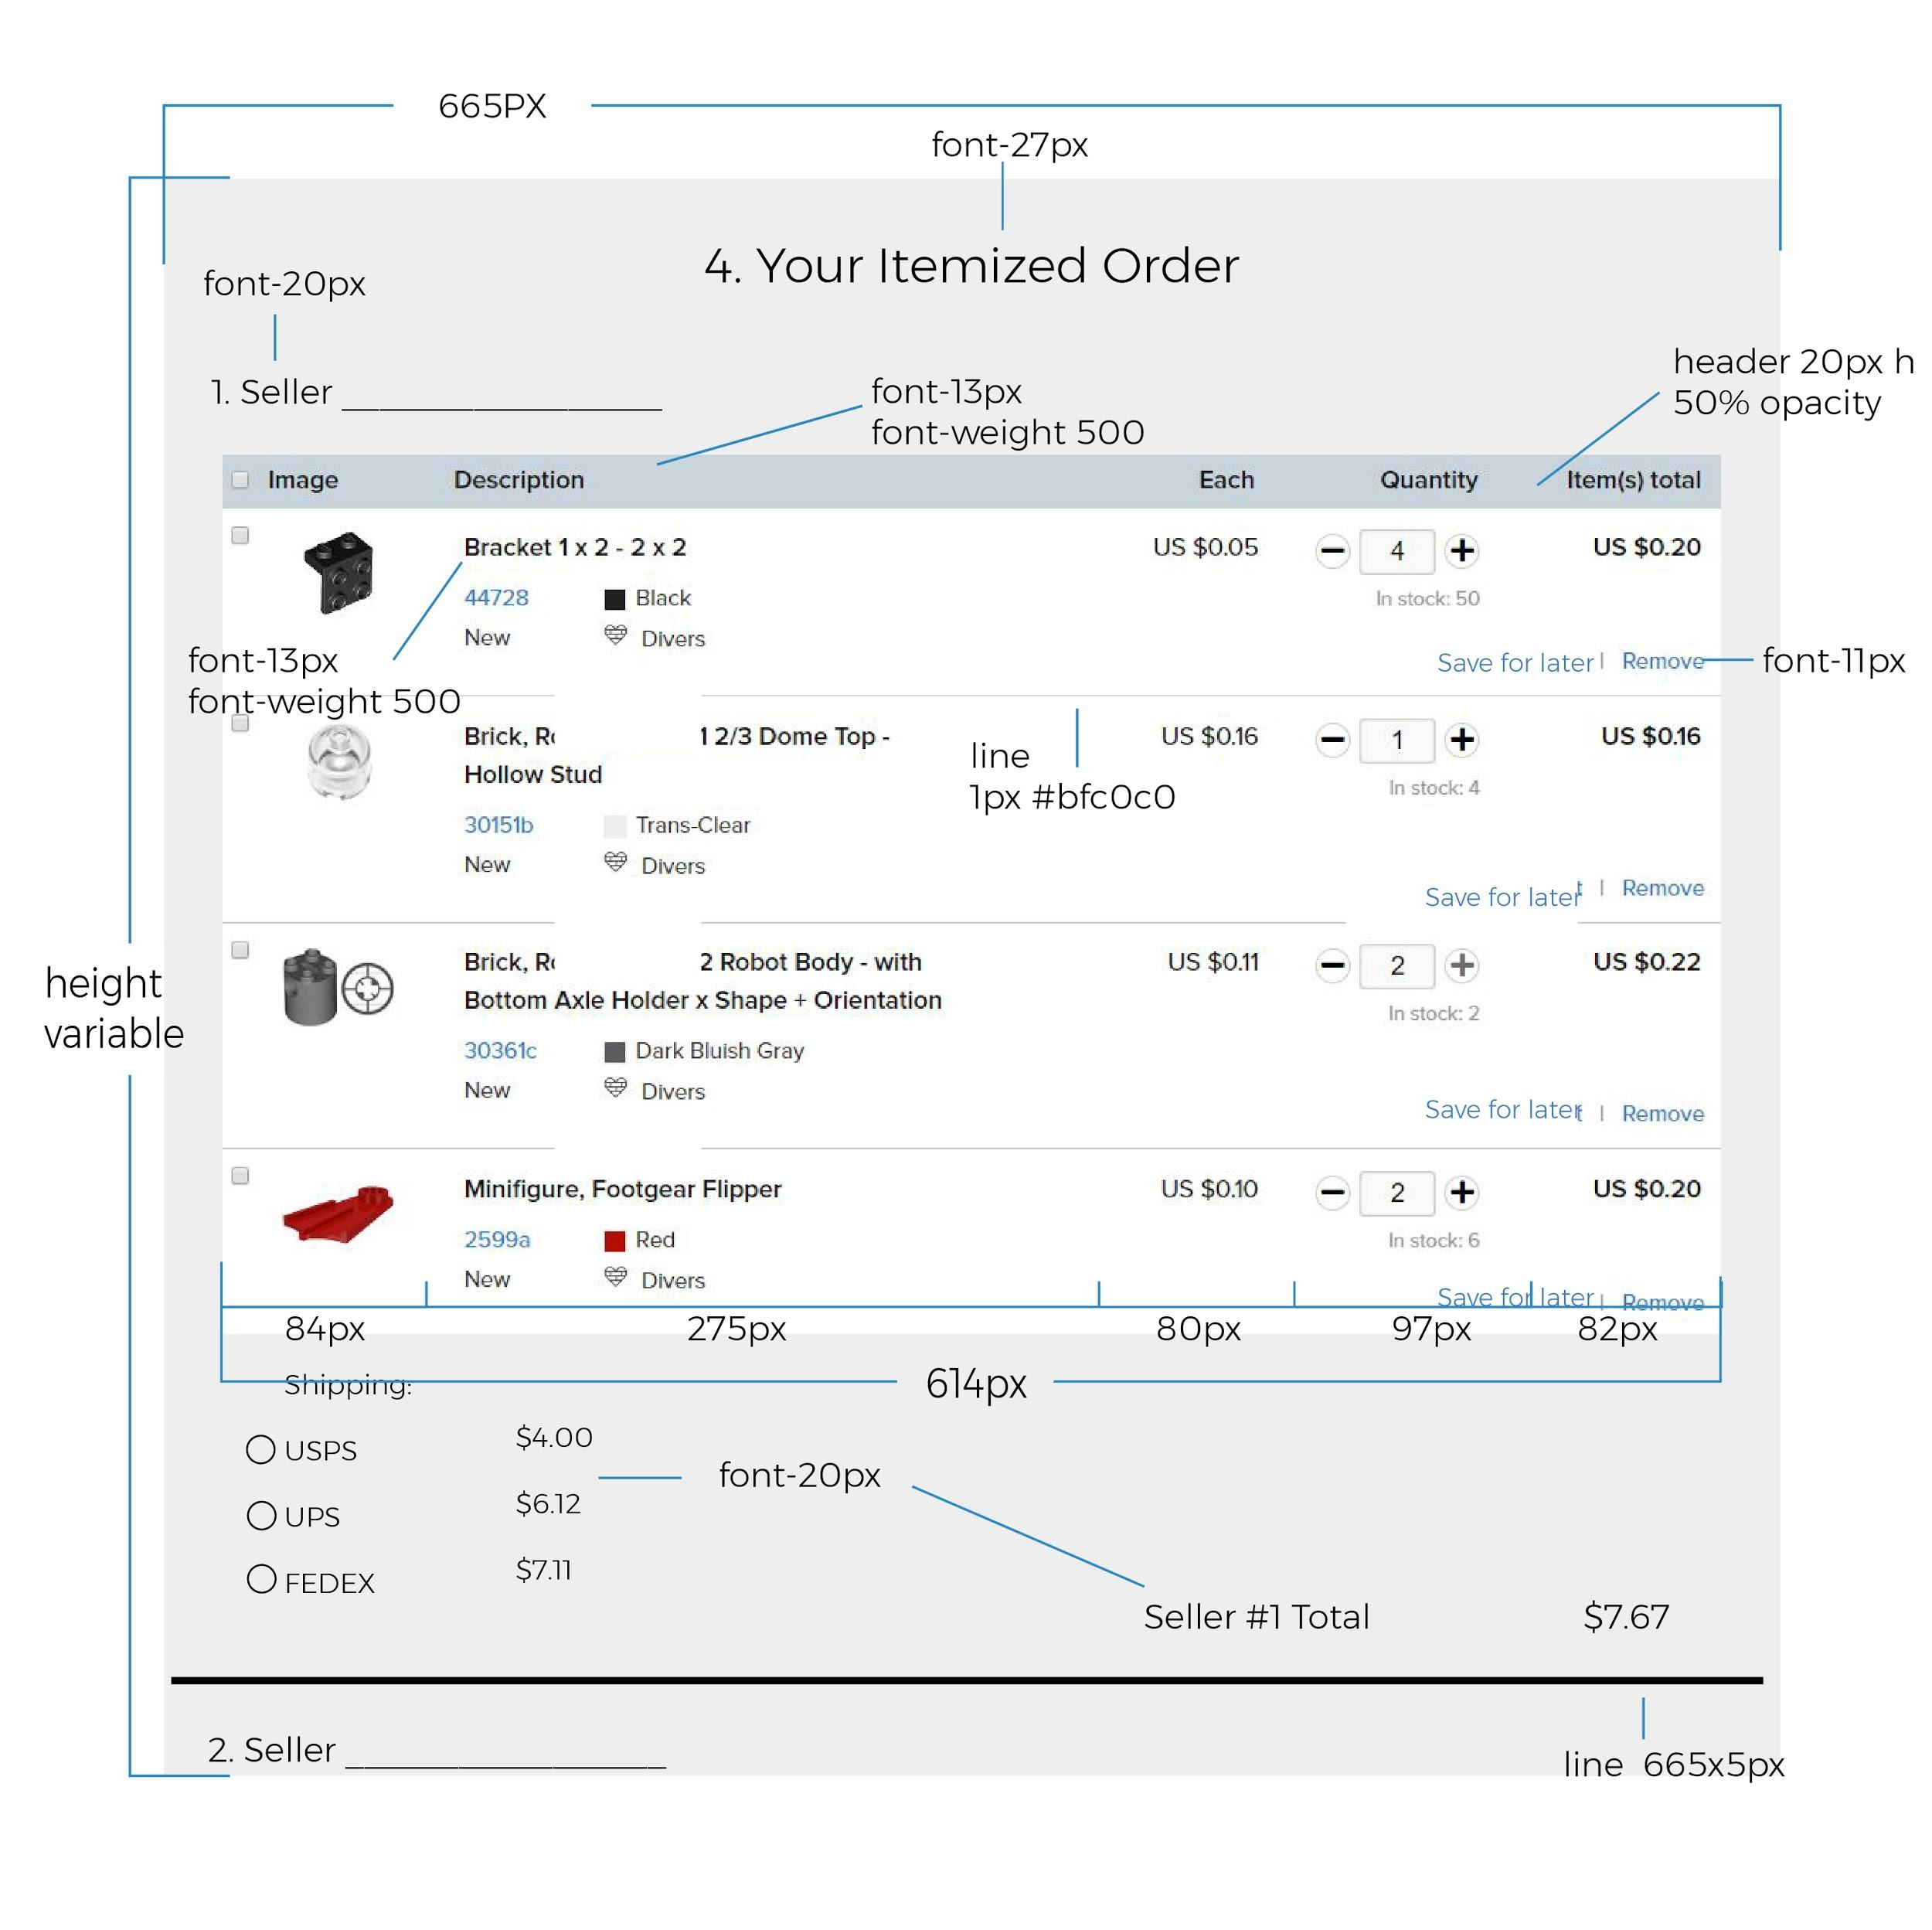 665PX
font-27px
4. Your Itemized Order
font-20px
1. Seller ____________________
font-13px
font-weight 500
header 20px h
50% opacity
Image Description Each Quantity Item(s) total
Bracket 1 x 2 - 2 x 2 US $0.05 4 US $0.20
44728 Black In stock: 50
New Divers
Save for later | Remove
font-11px
font-13px
font-weight 500
Brick, 1 2/3 Dome Top - US $0.16 1 US $0.16
Hollow Stud In stock: 4
line
1px #bfc0c0
30151b Trans-Clear
New Divers
Save for later | Remove
Brick, 2 Robot Body - with US $0.11 2 US $0.22
Bottom Axle Holder x Shape + Orientation In stock: 2
height
variable
30361c Dark Bluish Gray
New Divers
Save for later | Remove
Minifigure, Footgear Flipper US $0.10 2 US $0.20
2599a Red In stock: 6
New Divers
Save for later | Remove
84px 275px 80px 97px 82px
614px
Shipping:
USPS $4.00
UPS $6.12
FEDEX $7.11
font-20px
Seller #1 Total $7.67
2. Seller ____________________
line 665x5px